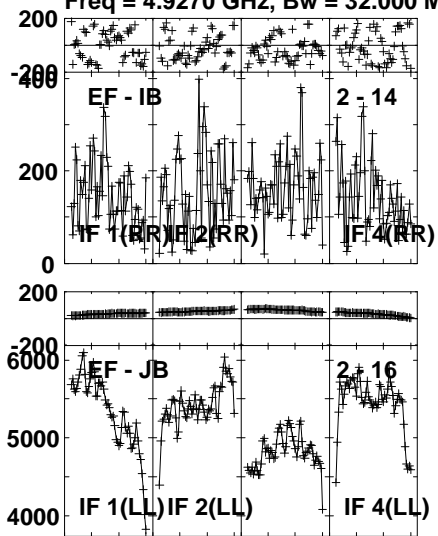 Freq = 4.9270 GHz, Bw = 32.000 M
200
-200
400
EF - IB 2 - 14
200
IF 1(RR) IF 2(RR) IF 4(RR)
0
200
-200
6000
EF - JB 2 - 16
5000
IF 1(LL) IF 2(LL) IF 4(LL)
4000